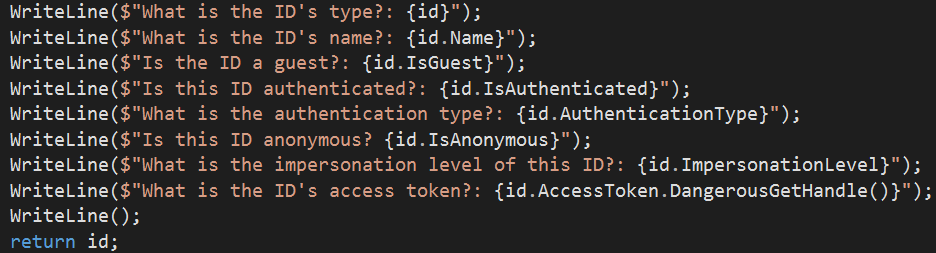 WriteLine($"What is the ID's type?: {id}");
WriteLine($"What is the ID's name?: {id.Name}");
WriteLine($"Is the ID a guest?: {id.IsGuest}");
WriteLine($"Is this ID authenticated?: {id.IsAuthenticated}");
WriteLine($"What is the authentication type?: {id.AuthenticationType}");
WriteLine($"Is this ID anonymous? {id.IsAnonymous}");
WriteLine($"What is the impersonation level of this ID?: {id.ImpersonationLevel}");
WriteLine($"What is the ID's access token?: {id.AccessToken.DangerousGetHandle()}");
WriteLine();
return id;